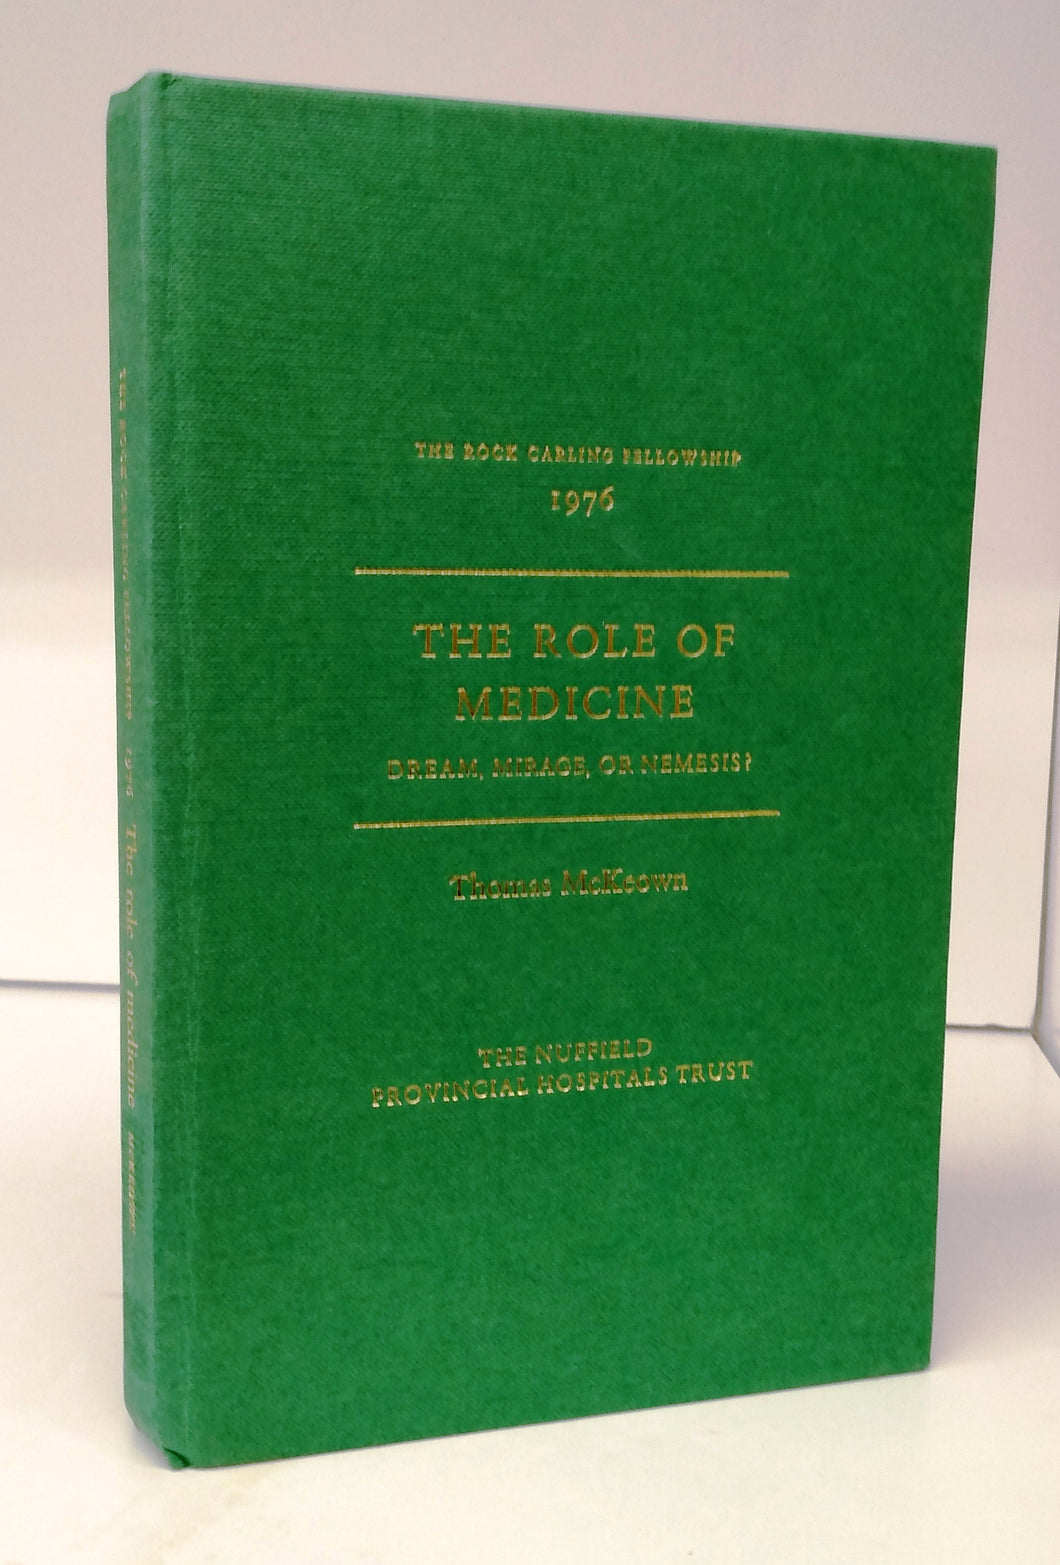 THE ROCK CARLING FELLOWSHIP
1976
THE ROLE OF
MEDICINE
DREAM, MIRAGE, OR NEMESIS?
Thomas McKeown
THE NUFFIELD
PROVINCIAL HOSPITALS TRUST
THE ROCK CARLING FELLOWSHIP 1976 The role of medicine MCKEOWN